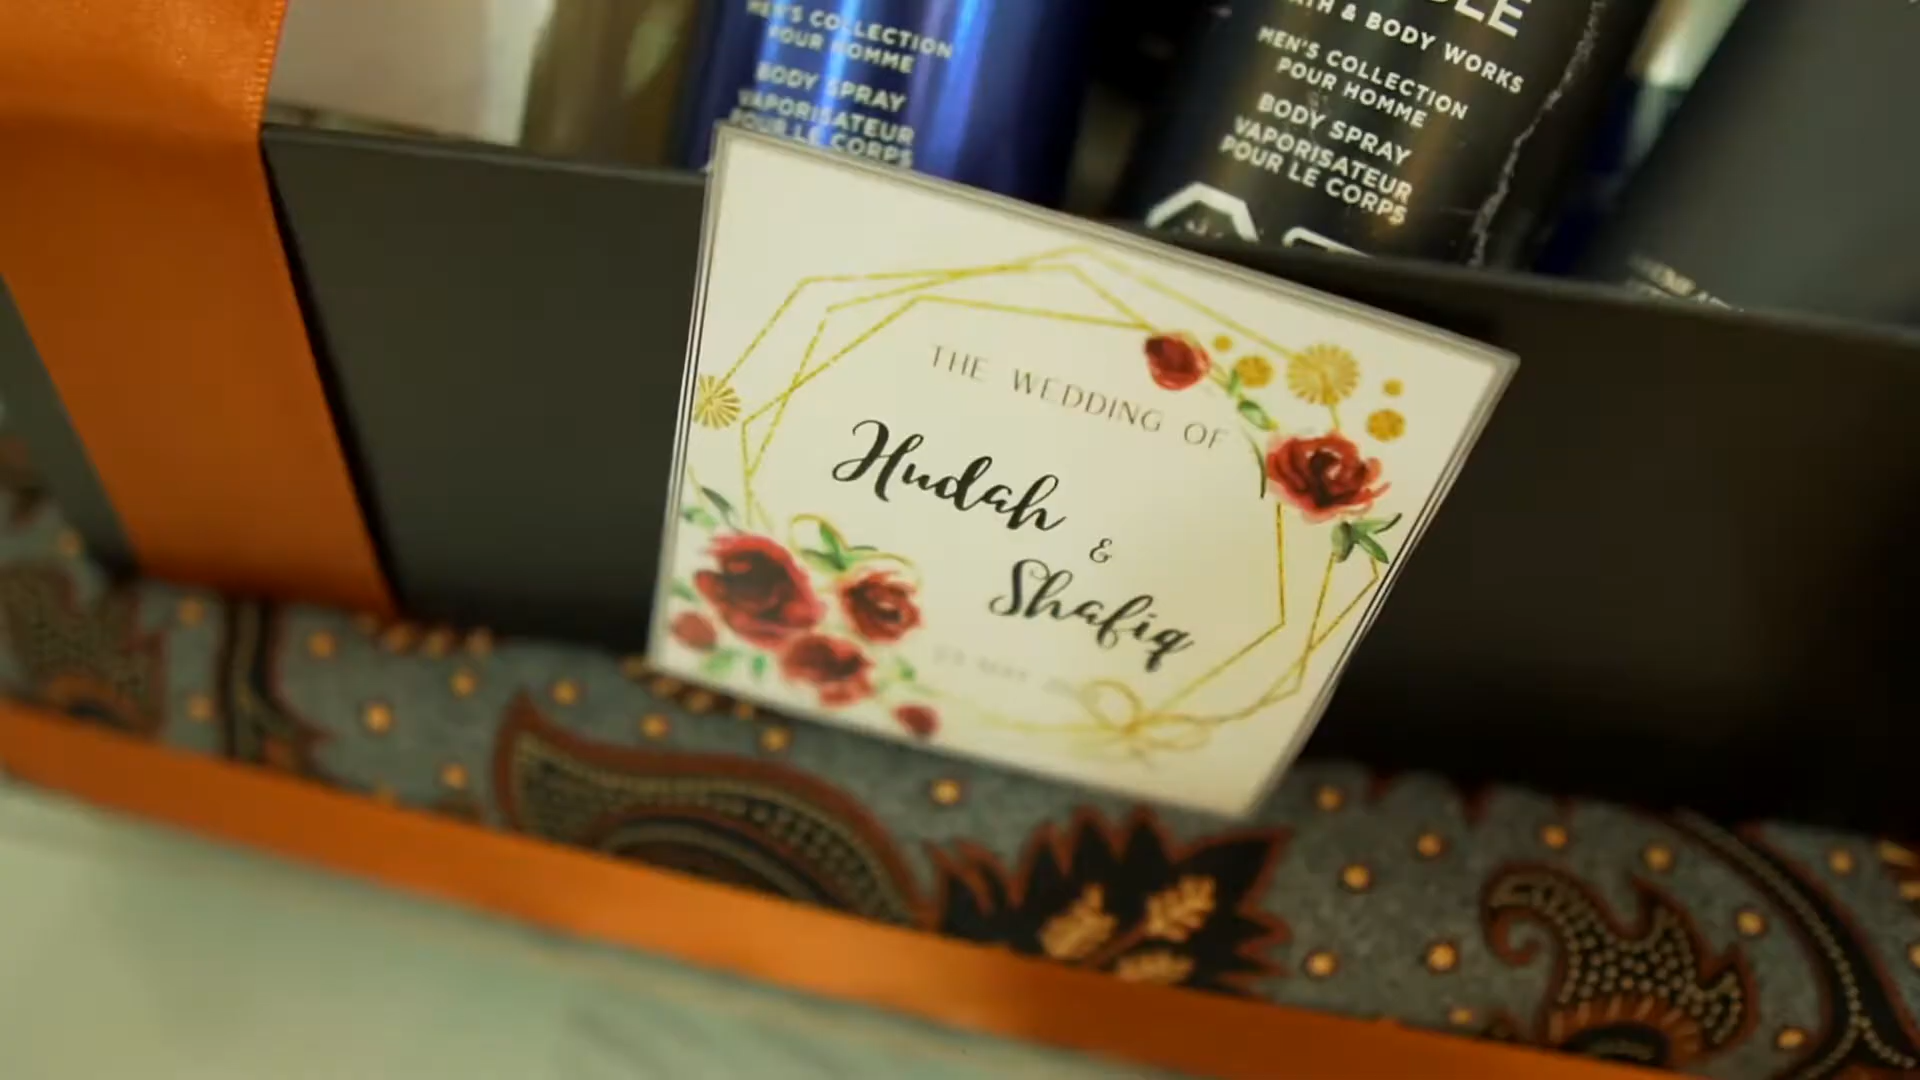 MEN'S COLLECTION
POUR HOMME
BODY SPRAY
VAPORISATEUR
POUR LE CORPS
& BODY WORKS
MEN'S COLLECTION
POUR HOMME
BODY SPRAY
VAPORISATEUR
POUR LE CORPS
THE WEDDING OF
Hudah
&
Shafiq